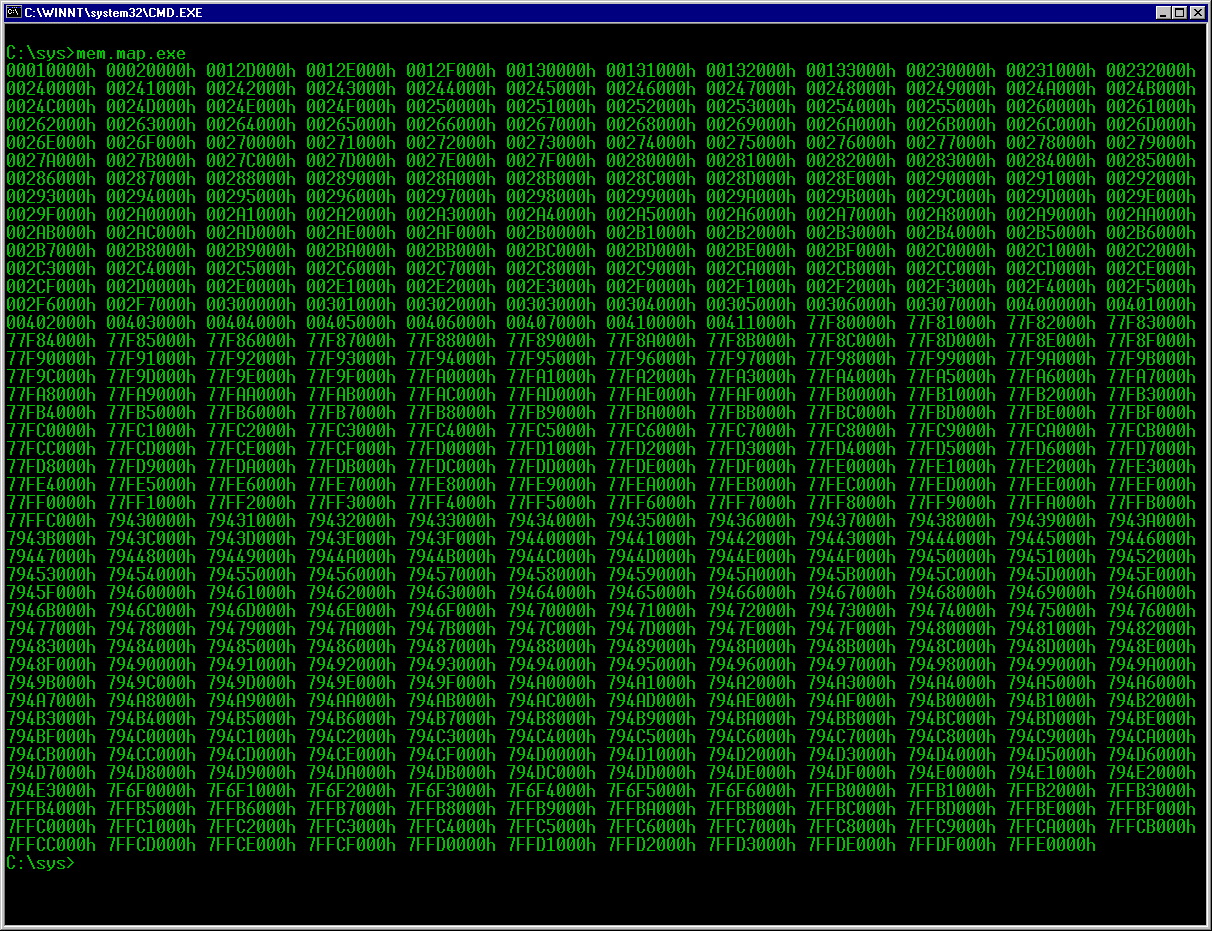 C:\WINNT\system32\CMD.EXE
C:\sys>mem.map.exe
00010000h 00020000h 0012D000h 0012E000h 0012F000h 00130000h 00131000h 00132000h 00133000h 00230000h 00231000h 00232000h
00240000h 00241000h 00242000h 00243000h 00244000h 00245000h 00246000h 00247000h 00248000h 00249000h 0024A000h 0024B000h
0024C000h 0024D000h 0024E000h 0024F000h 00250000h 00251000h 00252000h 00253000h 00254000h 00255000h 00260000h 00261000h
00262000h 00263000h 00264000h 00265000h 00266000h 00267000h 00268000h 00269000h 0026A000h 0026B000h 0026C000h 0026D000h
0026E000h 0026F000h 00270000h 00271000h 00272000h 00273000h 00274000h 00275000h 00276000h 00277000h 00278000h 00279000h
0027A000h 0027B000h 0027C000h 0027D000h 0027E000h 0027F000h 00280000h 00281000h 00282000h 00283000h 00284000h 00285000h
00286000h 00287000h 00288000h 00289000h 0028A000h 0028B000h 0028C000h 0028D000h 0028E000h 00290000h 00291000h 00292000h
00293000h 00294000h 00295000h 00296000h 00297000h 00298000h 00299000h 0029A000h 0029B000h 0029C000h 0029D000h 0029E000h
0029F000h 002A0000h 002A1000h 002A2000h 002A3000h 002A4000h 002A5000h 002A6000h 002A7000h 002A8000h 002A9000h 002AA000h
002AB000h 002AC000h 002AD000h 002AE000h 002AF000h 002B0000h 002B1000h 002B2000h 002B3000h 002B4000h 002B5000h 002B6000h
002B7000h 002B8000h 002B9000h 002BA000h 002BB000h 002BC000h 002BD000h 002BE000h 002BF000h 002C0000h 002C1000h 002C2000h
002C3000h 002C4000h 002C5000h 002C6000h 002C7000h 002C8000h 002C9000h 002CA000h 002CB000h 002CC000h 002CD000h 002CE000h
002CF000h 002D0000h 002E0000h 002E1000h 002E2000h 002E3000h 002F0000h 002F1000h 002F2000h 002F3000h 002F4000h 002F5000h
002F6000h 002F7000h 00300000h 00301000h 00302000h 00303000h 00304000h 00305000h 00306000h 00307000h 00400000h 00401000h
00402000h 00403000h 00404000h 00405000h 00406000h 00407000h 00410000h 00411000h 77F80000h 77F81000h 77F82000h 77F83000h
77F84000h 77F85000h 77F86000h 77F87000h 77F88000h 77F89000h 77F8A000h 77F8B000h 77F8C000h 77F8D000h 77F8E000h 77F8F000h
77F90000h 77F91000h 77F92000h 77F93000h 77F94000h 77F95000h 77F96000h 77F97000h 77F98000h 77F99000h 77F9A000h 77F9B000h
77F9C000h 77F9D000h 77F9E000h 77F9F000h 77FA0000h 77FA1000h 77FA2000h 77FA3000h 77FA4000h 77FA5000h 77FA6000h 77FA7000h
77FA8000h 77FA9000h 77FAA000h 77FAB000h 77FAC000h 77FAD000h 77FAE000h 77FAF000h 77FB0000h 77FB1000h 77FB2000h 77FB3000h
77FB4000h 77FB5000h 77FB6000h 77FB7000h 77FB8000h 77FB9000h 77FBA000h 77FBB000h 77FBC000h 77FBD000h 77FBE000h 77FBF000h
77FC0000h 77FC1000h 77FC2000h 77FC3000h 77FC4000h 77FC5000h 77FC6000h 77FC7000h 77FC8000h 77FC9000h 77FCA000h 77FCB000h
77FCC000h 77FCD000h 77FCE000h 77FCF000h 77FD0000h 77FD1000h 77FD2000h 77FD3000h 77FD4000h 77FD5000h 77FD6000h 77FD7000h
77FD8000h 77FD9000h 77FDA000h 77FDB000h 77FDC000h 77FDD000h 77FDE000h 77FDF000h 77FE0000h 77FE1000h 77FE2000h 77FE3000h
77FE4000h 77FE5000h 77FE6000h 77FE7000h 77FE8000h 77FE9000h 77FEA000h 77FEB000h 77FEC000h 77FED000h 77FEE000h 77FEF000h
77FF0000h 77FF1000h 77FF2000h 77FF3000h 77FF4000h 77FF5000h 77FF6000h 77FF7000h 77FF8000h 77FF9000h 77FFA000h 77FFB000h
77FFC000h 79430000h 79431000h 79432000h 79433000h 79434000h 79435000h 79436000h 79437000h 79438000h 79439000h 7943A000h
7943B000h 7943C000h 7943D000h 7943E000h 7943F000h 79440000h 79441000h 79442000h 79443000h 79444000h 79445000h 79446000h
79447000h 79448000h 79449000h 7944A000h 7944B000h 7944C000h 7944D000h 7944E000h 7944F000h 79450000h 79451000h 79452000h
79453000h 79454000h 79455000h 79456000h 79457000h 79458000h 79459000h 7945A000h 7945B000h 7945C000h 7945D000h 7945E000h
7945F000h 79460000h 79461000h 79462000h 79463000h 79464000h 79465000h 79466000h 79467000h 79468000h 79469000h 7946A000h
7946B000h 7946C000h 7946D000h 7946E000h 7946F000h 79470000h 79471000h 79472000h 79473000h 79474000h 79475000h 79476000h
79477000h 79478000h 79479000h 7947A000h 7947B000h 7947C000h 7947D000h 7947E000h 7947F000h 79480000h 79481000h 79482000h
79483000h 79484000h 79485000h 79486000h 79487000h 79488000h 79489000h 7948A000h 7948B000h 7948C000h 7948D000h 7948E000h
7948F000h 79490000h 79491000h 79492000h 79493000h 79494000h 79495000h 79496000h 79497000h 79498000h 79499000h 7949A000h
7949B000h 7949C000h 7949D000h 7949E000h 7949F000h 794A0000h 794A1000h 794A2000h 794A3000h 794A4000h 794A5000h 794A6000h
794A7000h 794A8000h 794A9000h 794AA000h 794AB000h 794AC000h 794AD000h 794AE000h 794AF000h 794B0000h 794B1000h 794B2000h
794B3000h 794B4000h 794B5000h 794B6000h 794B7000h 794B8000h 794B9000h 794BA000h 794BB000h 794BC000h 794BD000h 794BE000h
794BF000h 794C0000h 794C1000h 794C2000h 794C3000h 794C4000h 794C5000h 794C6000h 794C7000h 794C8000h 794C9000h 794CA000h
794CB000h 794CC000h 794CD000h 794CE000h 794CF000h 794D0000h 794D1000h 794D2000h 794D3000h 794D4000h 794D5000h 794D6000h
794D7000h 794D8000h 794D9000h 794DA000h 794DB000h 794DC000h 794DD000h 794DE000h 794DF000h 794E0000h 794E1000h 794E2000h
794E3000h 7F6F0000h 7F6F1000h 7F6F2000h 7F6F3000h 7F6F4000h 7F6F5000h 7F6F6000h 7FFB0000h 7FFB1000h 7FFB2000h 7FFB3000h
7FFB4000h 7FFB5000h 7FFB6000h 7FFB7000h 7FFB8000h 7FFB9000h 7FFBA000h 7FFBB000h 7FFBC000h 7FFBD000h 7FFBE000h 7FFBF000h
7FFC0000h 7FFC1000h 7FFC2000h 7FFC3000h 7FFC4000h 7FFC5000h 7FFC6000h 7FFC7000h 7FFC8000h 7FFC9000h 7FFCA000h 7FFCB000h
7FFCC000h 7FFCD000h 7FFCE000h 7FFCF000h 7FFD0000h 7FFD1000h 7FFD2000h 7FFD3000h 7FFDE000h 7FFDF000h 7FFE0000h
C:\sys>